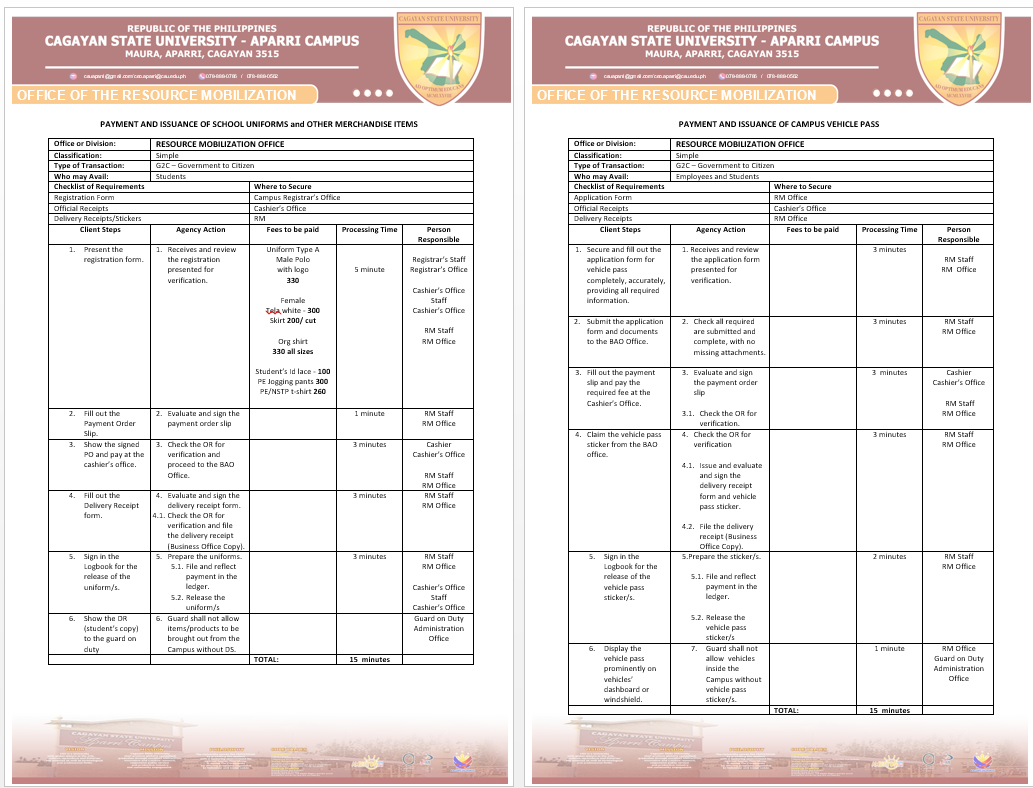 REPUBLIC OF THE PHILIPPINES
CAGAYAN STATE UNIVERSITY - APARRI CAMPUS
MAURA, APARRI, CAGAYAN 3515
078-888-0786 / 078-888-0562
OFFICE OF THE RESOURCE MOBILIZATION
CAGAYAN STATE UNIVERSITY
PAYMENT AND ISSUANCE OF SCHOOL UNIFORMS and OTHER MERCHANDISE ITEMS
Office or Division: RESOURCE MOBILIZATION OFFICE
Classification: Simple
Type of Transaction: G2C – Government to Citizen
Who may Avail: Students
Checklist of Requirements Where to Secure
Registration Form Campus Registrar's Office
Official Receipts Cashier's Office
Delivery Receipts/Stickers RM
Client Steps Agency Action Fees to be paid Processing Time Person
Responsible
1. Present the
registration form.
1. Receives and review
the registration
presented for
verification.
Uniform Type A
Male Polo
with logo
330
Female
Tela white - 300
Skirt 200/ cut
Org shirt
330 all sizes
Student's Id lace - 100
PE Jogging pants 300
PE/NSTP t-shirt 260
5 minute
Registrar's Staff
Registrar's Office
Cashier's Office
Staff
Cashier's Office
RM Staff
RM Office
2. Fill out the
Payment Order
Slip.
2. Evaluate and sign the
payment order slip
1 minute
RM Staff
RM Office
3. Show the signed
PO and pay at the
cashier's office.
3. Check the OR for
verification and
proceed to the BAO
Office.
3 minutes
Cashier
Cashier's Office
RM Staff
RM Office
4. Fill out the
Delivery Receipt
form.
4. Evaluate and sign the
delivery receipt form.
4.1. Check the OR for
verification and file
the delivery receipt
(Business Office Copy).
3 minutes
RM Staff
RM Office
5. Sign in the
Logbook for the
release of the
uniform/s.
5. Prepare the uniforms.
5.1. File and reflect
payment in the
ledger.
5.2. Release the
uniform/s
3 minutes
RM Staff
RM Office
Cashier's Office
Staff
Cashier's Office
6. Show the DR
(student's copy)
to the guard on
duty
6. Guard shall not allow
items/products to be
brought out from the
Campus without DS.
Guard on Duty
Administration
Office
TOTAL: 15 minutes
REPUBLIC OF THE PHILIPPINES
CAGAYAN STATE UNIVERSITY - APARRI CAMPUS
MAURA, APARRI, CAGAYAN 3515
078-888-0786 / 078-888-0562
OFFICE OF THE RESOURCE MOBILIZATION
CAGAYAN STATE UNIVERSITY
PAYMENT AND ISSUANCE OF CAMPUS VEHICLE PASS
Office or Division: RESOURCE MOBILIZATION OFFICE
Classification: Simple
Type of Transaction: G2C – Government to Citizen
Who may Avail: Employees and Students
Checklist of Requirements Where to Secure
Application Form RM Office
Official Receipts Cashier's Office
Delivery Receipts RM Office
Client Steps Agency Action Fees to be paid Processing Time Person
Responsible
1. Secure and fill out the
application form for
vehicle pass
completely, accurately,
providing all required
information.
1. Receives and review
the application form
presented for
verification.
3 minutes
RM Staff
RM Office
2. Submit the application
form and documents
to the BAO Office.
2. Check all required
are submitted and
complete, with no
missing attachments.
3 minutes
RM Staff
RM Office
3. Fill out the payment
slip and pay the
required fee at the
Cashier's Office.
3. Evaluate and sign
the payment order
slip
3.1. Check the OR for
verification.
3 minutes
Cashier
Cashier's Office
RM Staff
RM Office
4. Claim the vehicle pass
sticker from the BAO
office.
4. Check the OR for
verification
4.1. Issue and evaluate
and sign the
delivery receipt
form and vehicle
pass sticker.
4.2. File the delivery
receipt (Business
Office Copy).
3 minutes
RM Staff
RM Office
5. Sign in the
Logbook for the
release of the
vehicle pass
sticker/s.
5.Prepare the sticker/s.
5.1. File and reflect
payment in the
ledger.
5.2. Release the
vehicle pass
sticker/s
2 minutes
RM Staff
RM Office
6. Display the
vehicle pass
prominently on
vehicles'
dashboard or
windshield.
7. Guard shall not
allow vehicles
inside the
Campus without
vehicle pass
sticker/s.
1 minute
RM Office
Guard on Duty
Administration
Office
TOTAL: 15 minutes